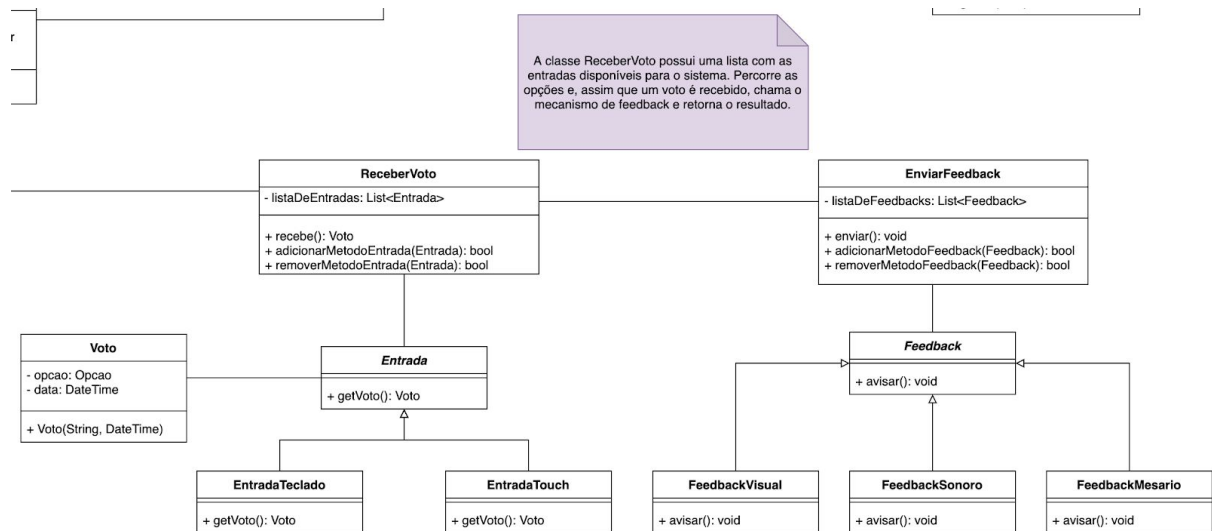 r
A classe ReceberVoto possui uma lista com as
entradas disponíveis para o sistema. Percorre as
opções e, assim que um voto é recebido, chama o
mecanismo de feedback e retorna o resultado.
ReceberVoto
- listaDeEntradas: List<Entrada>
+ recebe(): Voto
+ adicionarMetodoEntrada(Entrada): bool
+ removerMetodoEntrada(Entrada): bool
EnviarFeedback
- listaDeFeedbacks: List<Feedback>
+ enviar(): void
+ adicionarMetodoFeedback(Feedback): bool
+ removerMetodoFeedback(Feedback): bool
Voto
- opcao: Opcao
- data: DateTime
+ Voto(String, DateTime)
Entrada
+ getVoto(): Voto
Feedback
+ avisar(): void
EntradaTeclado
+ getVoto(): Voto
EntradaTouch
+ getVoto(): Voto
FeedbackVisual
+ avisar(): void
FeedbackSonoro
+ avisar(): void
FeedbackMesario
+ avisar(): void